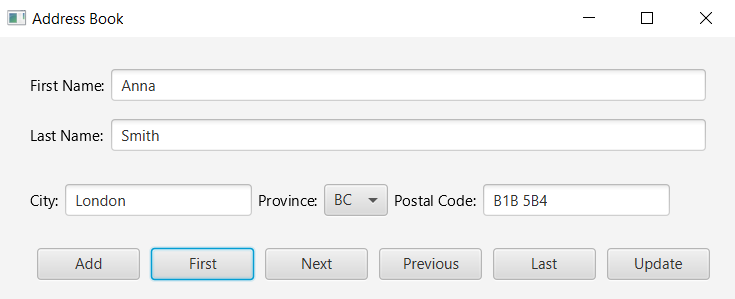 Address Book
First Name: Anna
Last Name: Smith
City: London Province: BC Postal Code: B1B 5B4
Add First Next Previous Last Update